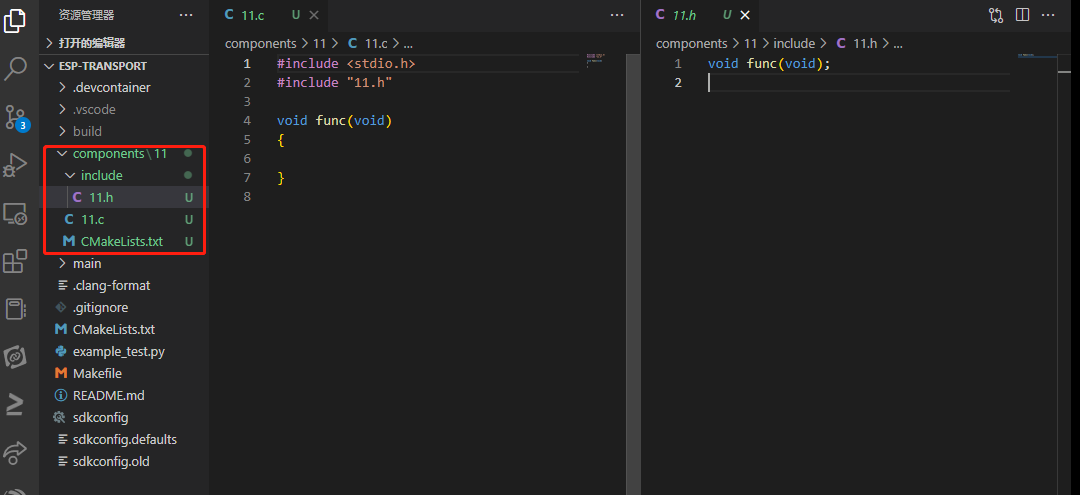 资源管理器 ···
打开的编辑器
ESP-TRANSPORT
.devcontainer
.vscode
build
components\11
include
11.h U
11.c U
CMakeLists.txt U
main
.clang-format
.gitignore
CMakeLists.txt
example_test.py
Makefile
README.md
sdkconfig
sdkconfig.defaults
sdkconfig.old
3
C 11.c U
components > 11 > C 11.c > ...
1 #include <stdio.h>
2 #include "11.h"
3
4 void func(void)
5 {
6
7 }
8
C 11.h U
components > 11 > include > C 11.h > ...
1 void func(void);
2